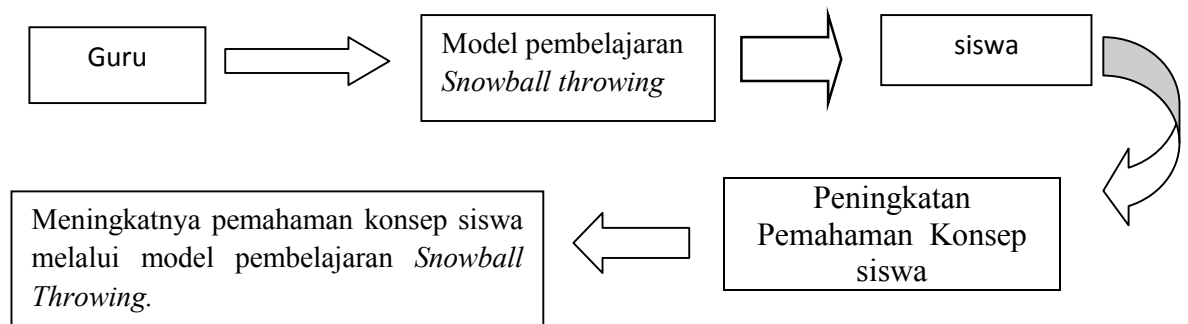 Guru
Model pembelajaran
Snowball throwing
siswa
Peningkatan
Pemahaman Konsep
siswa
Meningkatnya pemahaman konsep siswa
melalui model pembelajaran Snowball
Throwing.